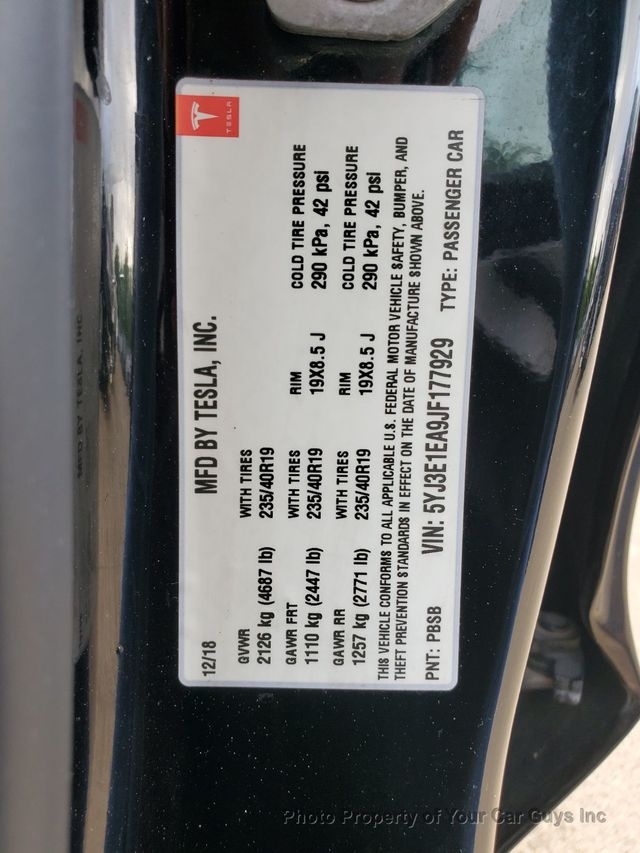 TESLA
12/18 MFD BY TESLA, INC.
GVWR WITH TIRES
2126 kg (4687 lb) 235/40R19
GAWR FRT WITH TIRES RIM COLD TIRE PRESSURE
1110 kg (2447 lb) 235/40R19 19X8.5 J 290 kPa, 42 psi
GAWR RR WITH TIRES RIM COLD TIRE PRESSURE
1257 kg (2771 lb) 235/40R19 19X8.5 J 290 kPa, 42 psi
THIS VEHICLE CONFORMS TO ALL APPLICABLE U.S. FEDERAL MOTOR VEHICLE SAFETY, BUMPER, AND
THEFT PREVENTION STANDARDS IN EFFECT ON THE DATE OF MANUFACTURE SHOWN ABOVE.
PNT: PBSB VIN: 5YJ3E1EA9JF177929 TYPE: PASSENGER CAR
Photo Property of Your Car Guys Inc